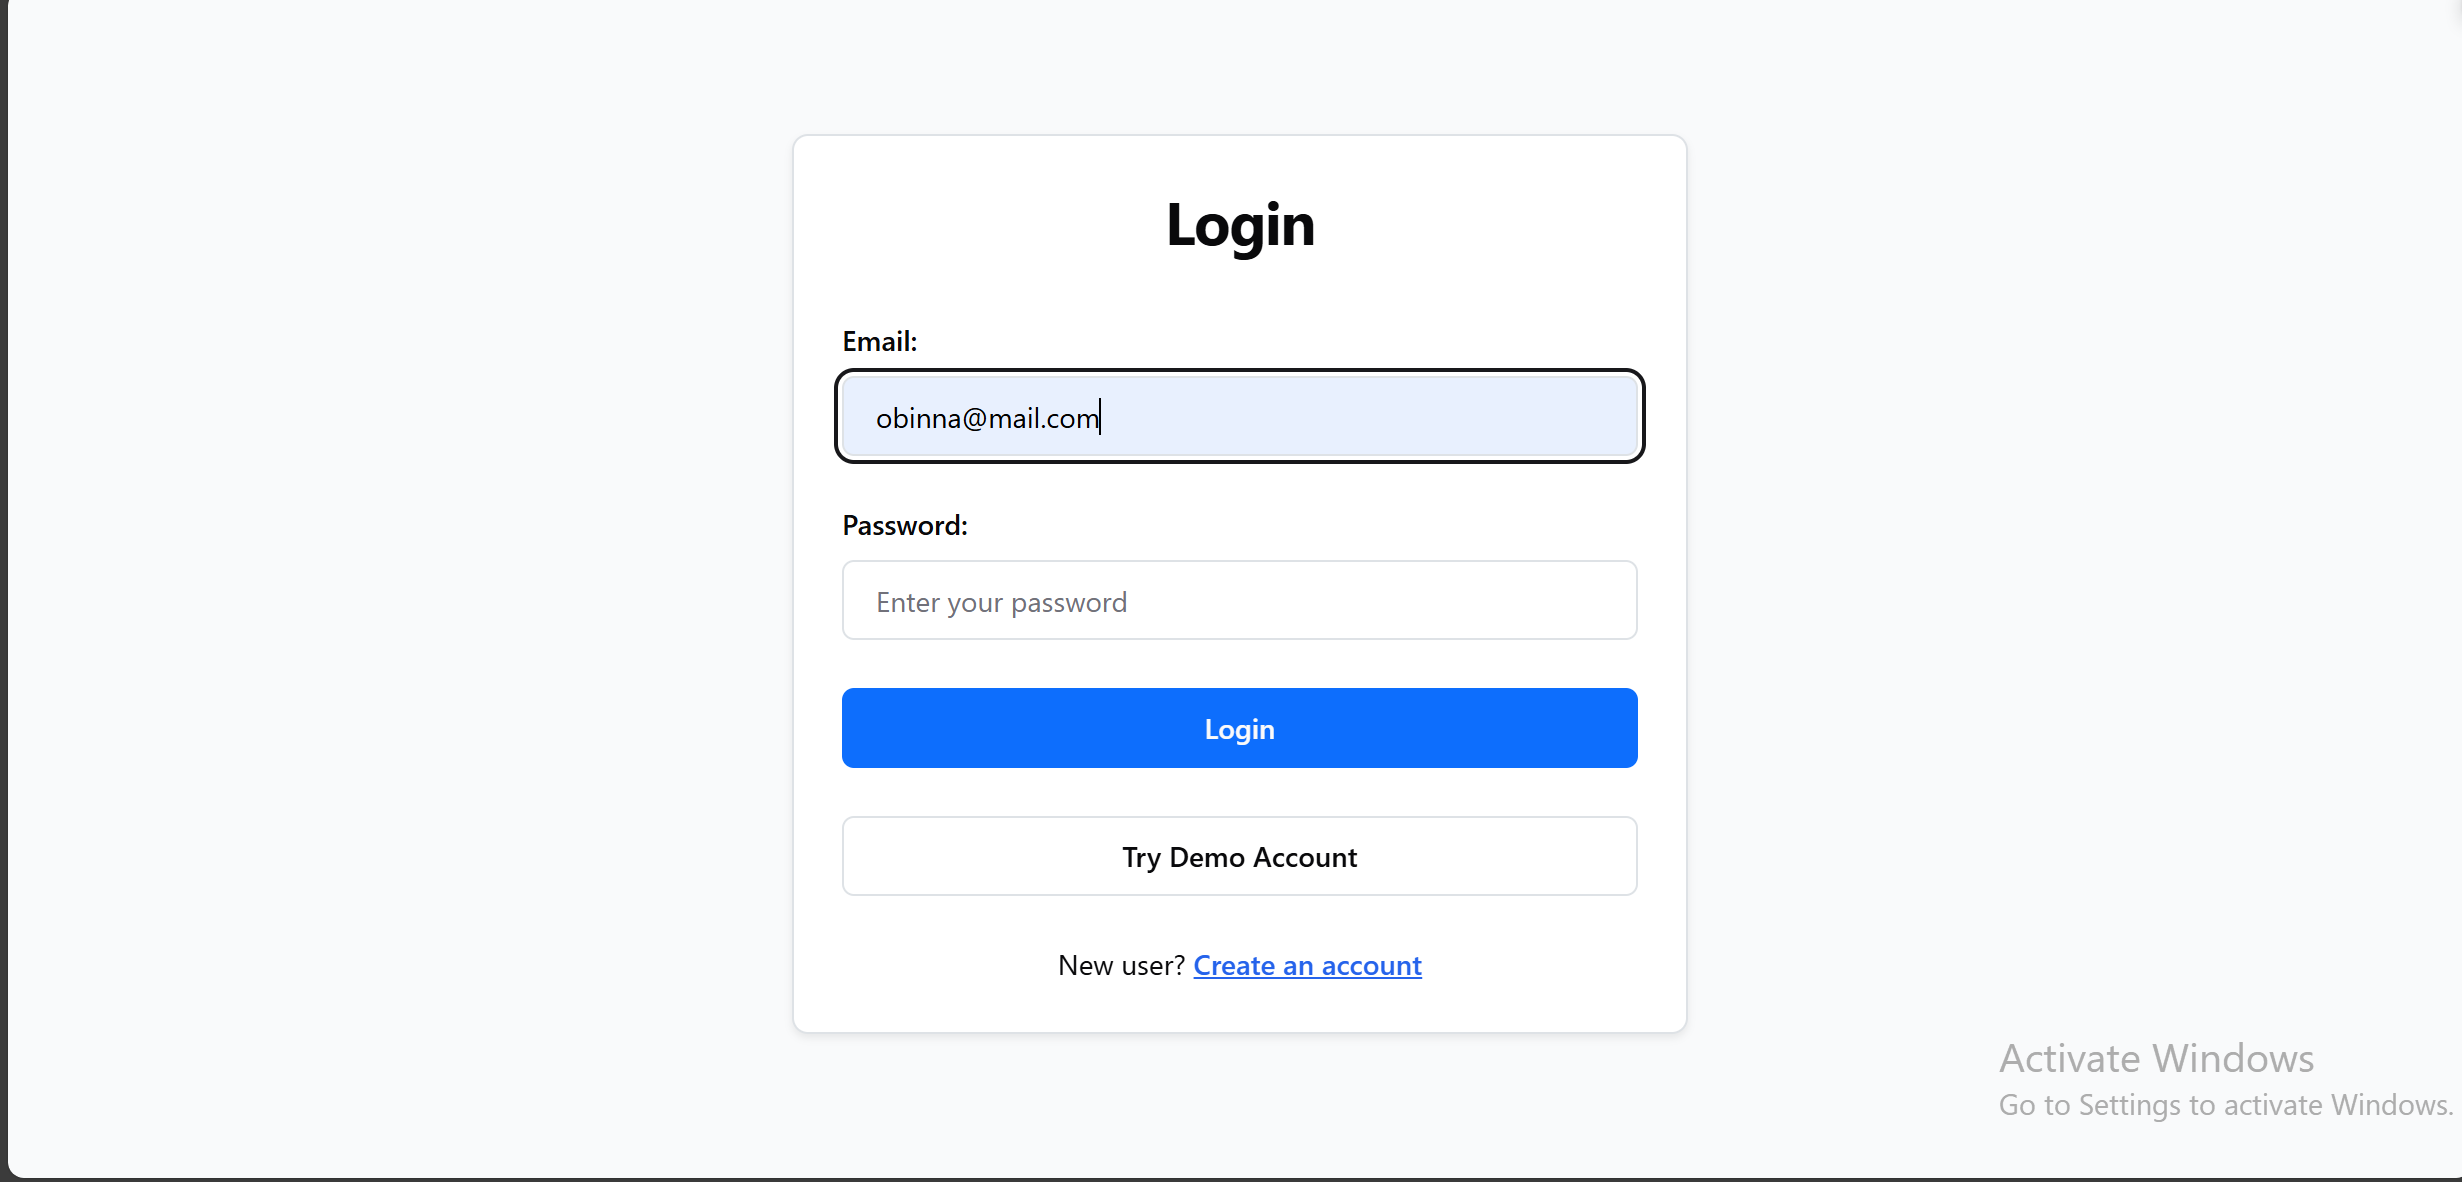 Login
Email:
obinna@mail.com
Password:
Enter your password
Login
Try Demo Account
New user? Create an account
Activate Windows
Go to Settings to activate Windows.